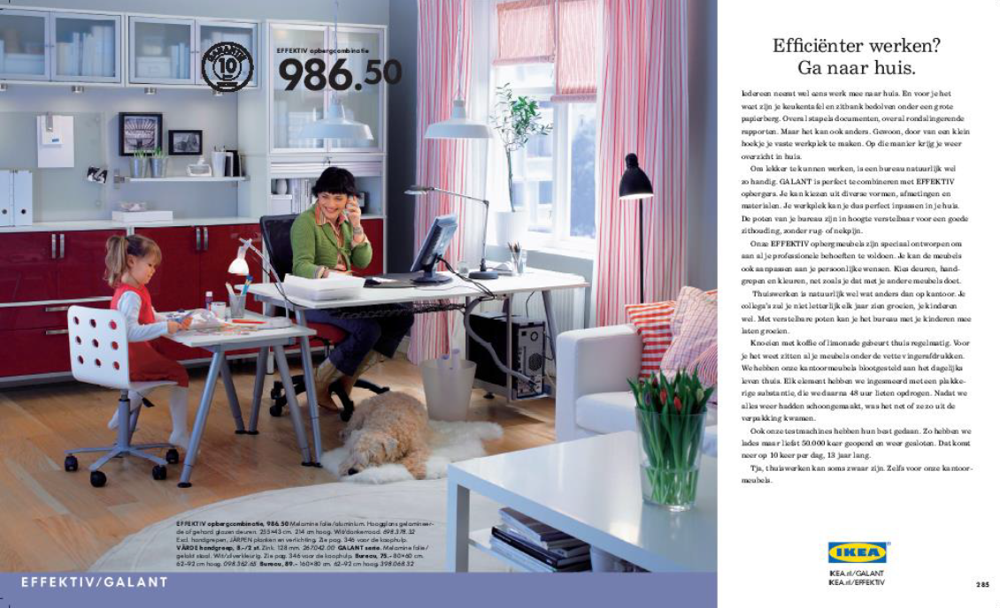 GARANTIE
10
EFFEKTIV opbergcombinatie
986.50
Efficiënter werken?
Ga naar huis.
Iedereen neemt wel eens werk mee naar huis. En voor je het
weet zijn je keukentafel en zitbank bedolven onder een grote
papierberg. Overal stapels documenten, overal rondslingerende
rapporten. Maar het kan ook anders. Gewoon, door van een klein
hoekje je vaste werkplek te maken. Op die manier krijg je weer
overzicht in huis.
Om lekker te kunnen werken, is een bureau natuurlijk wel
zo handig. GALANT is perfect te combineren met EFFEKTIV
opbergers. Je kan kiezen uit diverse vormen, afmetingen en
materialen. Je werkplek kan je dus perfect inpassen in je huis.
De poten van je bureau zijn in hoogte verstelbaar voor een goede
zithouding, zonder rug- of nekpijn.
Onze EFFEKTIV opbergmeubels zijn speciaal ontworpen om
aan al je professionele behoeften te voldoen. Je kan de meubels
ook aanpassen aan je persoonlijke wensen. Kies deuren, hand-
grepen en kleuren, net zoals je dat met je andere meubels doet.
Thuiswerken is natuurlijk wel wat anders dan op kantoor. Je
collega's zul je niet letterlijk elk jaar zien groeien, je kinderen
wel. Met verstelbare poten kan je het bureau met je kinderen mee
laten groeien.
Knoeien met koffie of limonade gebeurt thuis regelmatig. Voor
je het weet zitten al je meubels onder de vette vingerafdrukken.
We hebben onze kantoormeubels blootgesteld aan het dagelijks
leven thuis. Elk element hebben we ingesmeerd met een plakke-
rige substantie, die we daarna 48 uur lieten opdrogen. Nadat we
alles weer hadden schoongemaakt, was het net of ze zo uit de
verpakking kwamen.
Ook onze testmachines hebben hun best gedaan. Zo hebben we
lades maar liefst 50.000 keer geopend en weer gesloten. Dat komt
neer op 10 keer per dag, 13 jaar lang.
Tja, thuiswerken kan soms zwaar zijn. Zelfs voor onze kantoor-
meubels.
EFFEKTIV opbergcombinatie, 986.50 Melamine folie/aluminium. Hoogglans gelamineer-
de of gehard glazen deuren. 255×43 cm. 214 cm hoog. Wit/donkerrood. 698.378.32
Excl. handgrepen, JÄRPEN planken en verlichting. Zie pag. 346 voor de koophulp.
VÄRDE handgreep, 8.-/2 st. Zink. 128 mm. 267.042.00 GALANT serie. Melamine folie/
gelakt staal. Wit/zilverkleurig. Zie pag. 346 voor de koophulp. Bureau, 75.- 80×60 cm.
62–92 cm hoog. 098.362.65 Bureau, 89.- 160×80 cm. 62–92 cm hoog. 398.068.32
EFFEKTIV/GALANT
IKEA
IKEA.nl/GALANT
IKEA.nl/EFFEKTIV
285